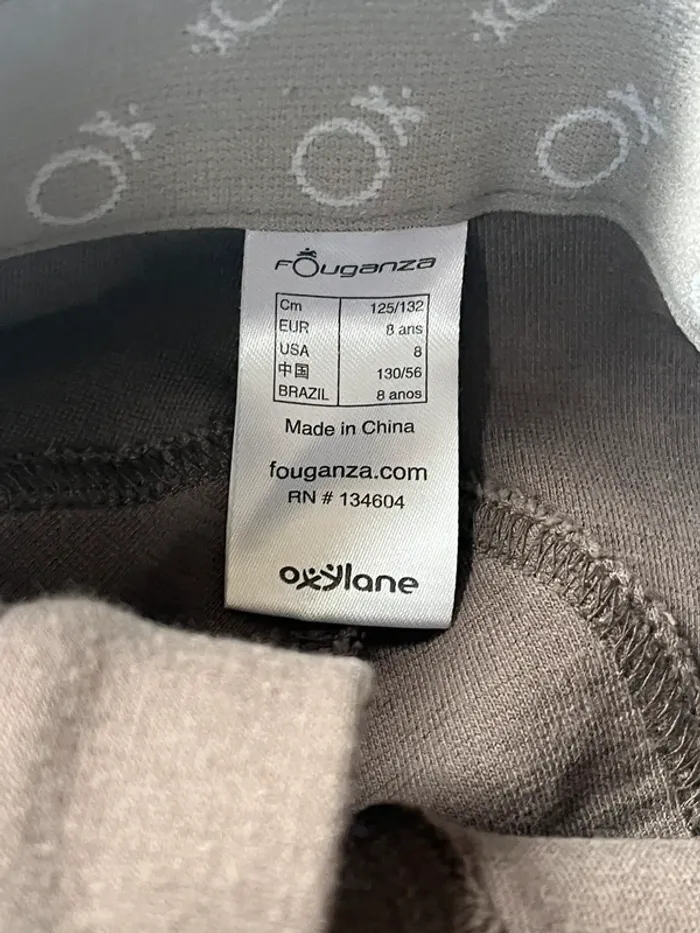 Fouganza
Cm 125/132
EUR 8 ans
USA 8
中国 130/56
BRAZIL 8 anos
Made in China
fouganza.com
RN # 134604
oxylane